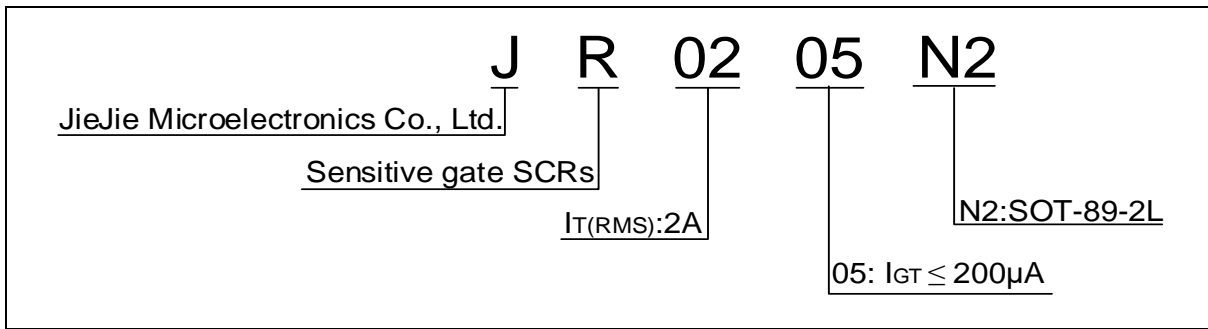 J R 02 05 N2
JieJie Microelectronics Co., Ltd.
Sensitive gate SCRs
IT(RMS):2A
N2:SOT-89-2L
05: IGT ≤ 200µA